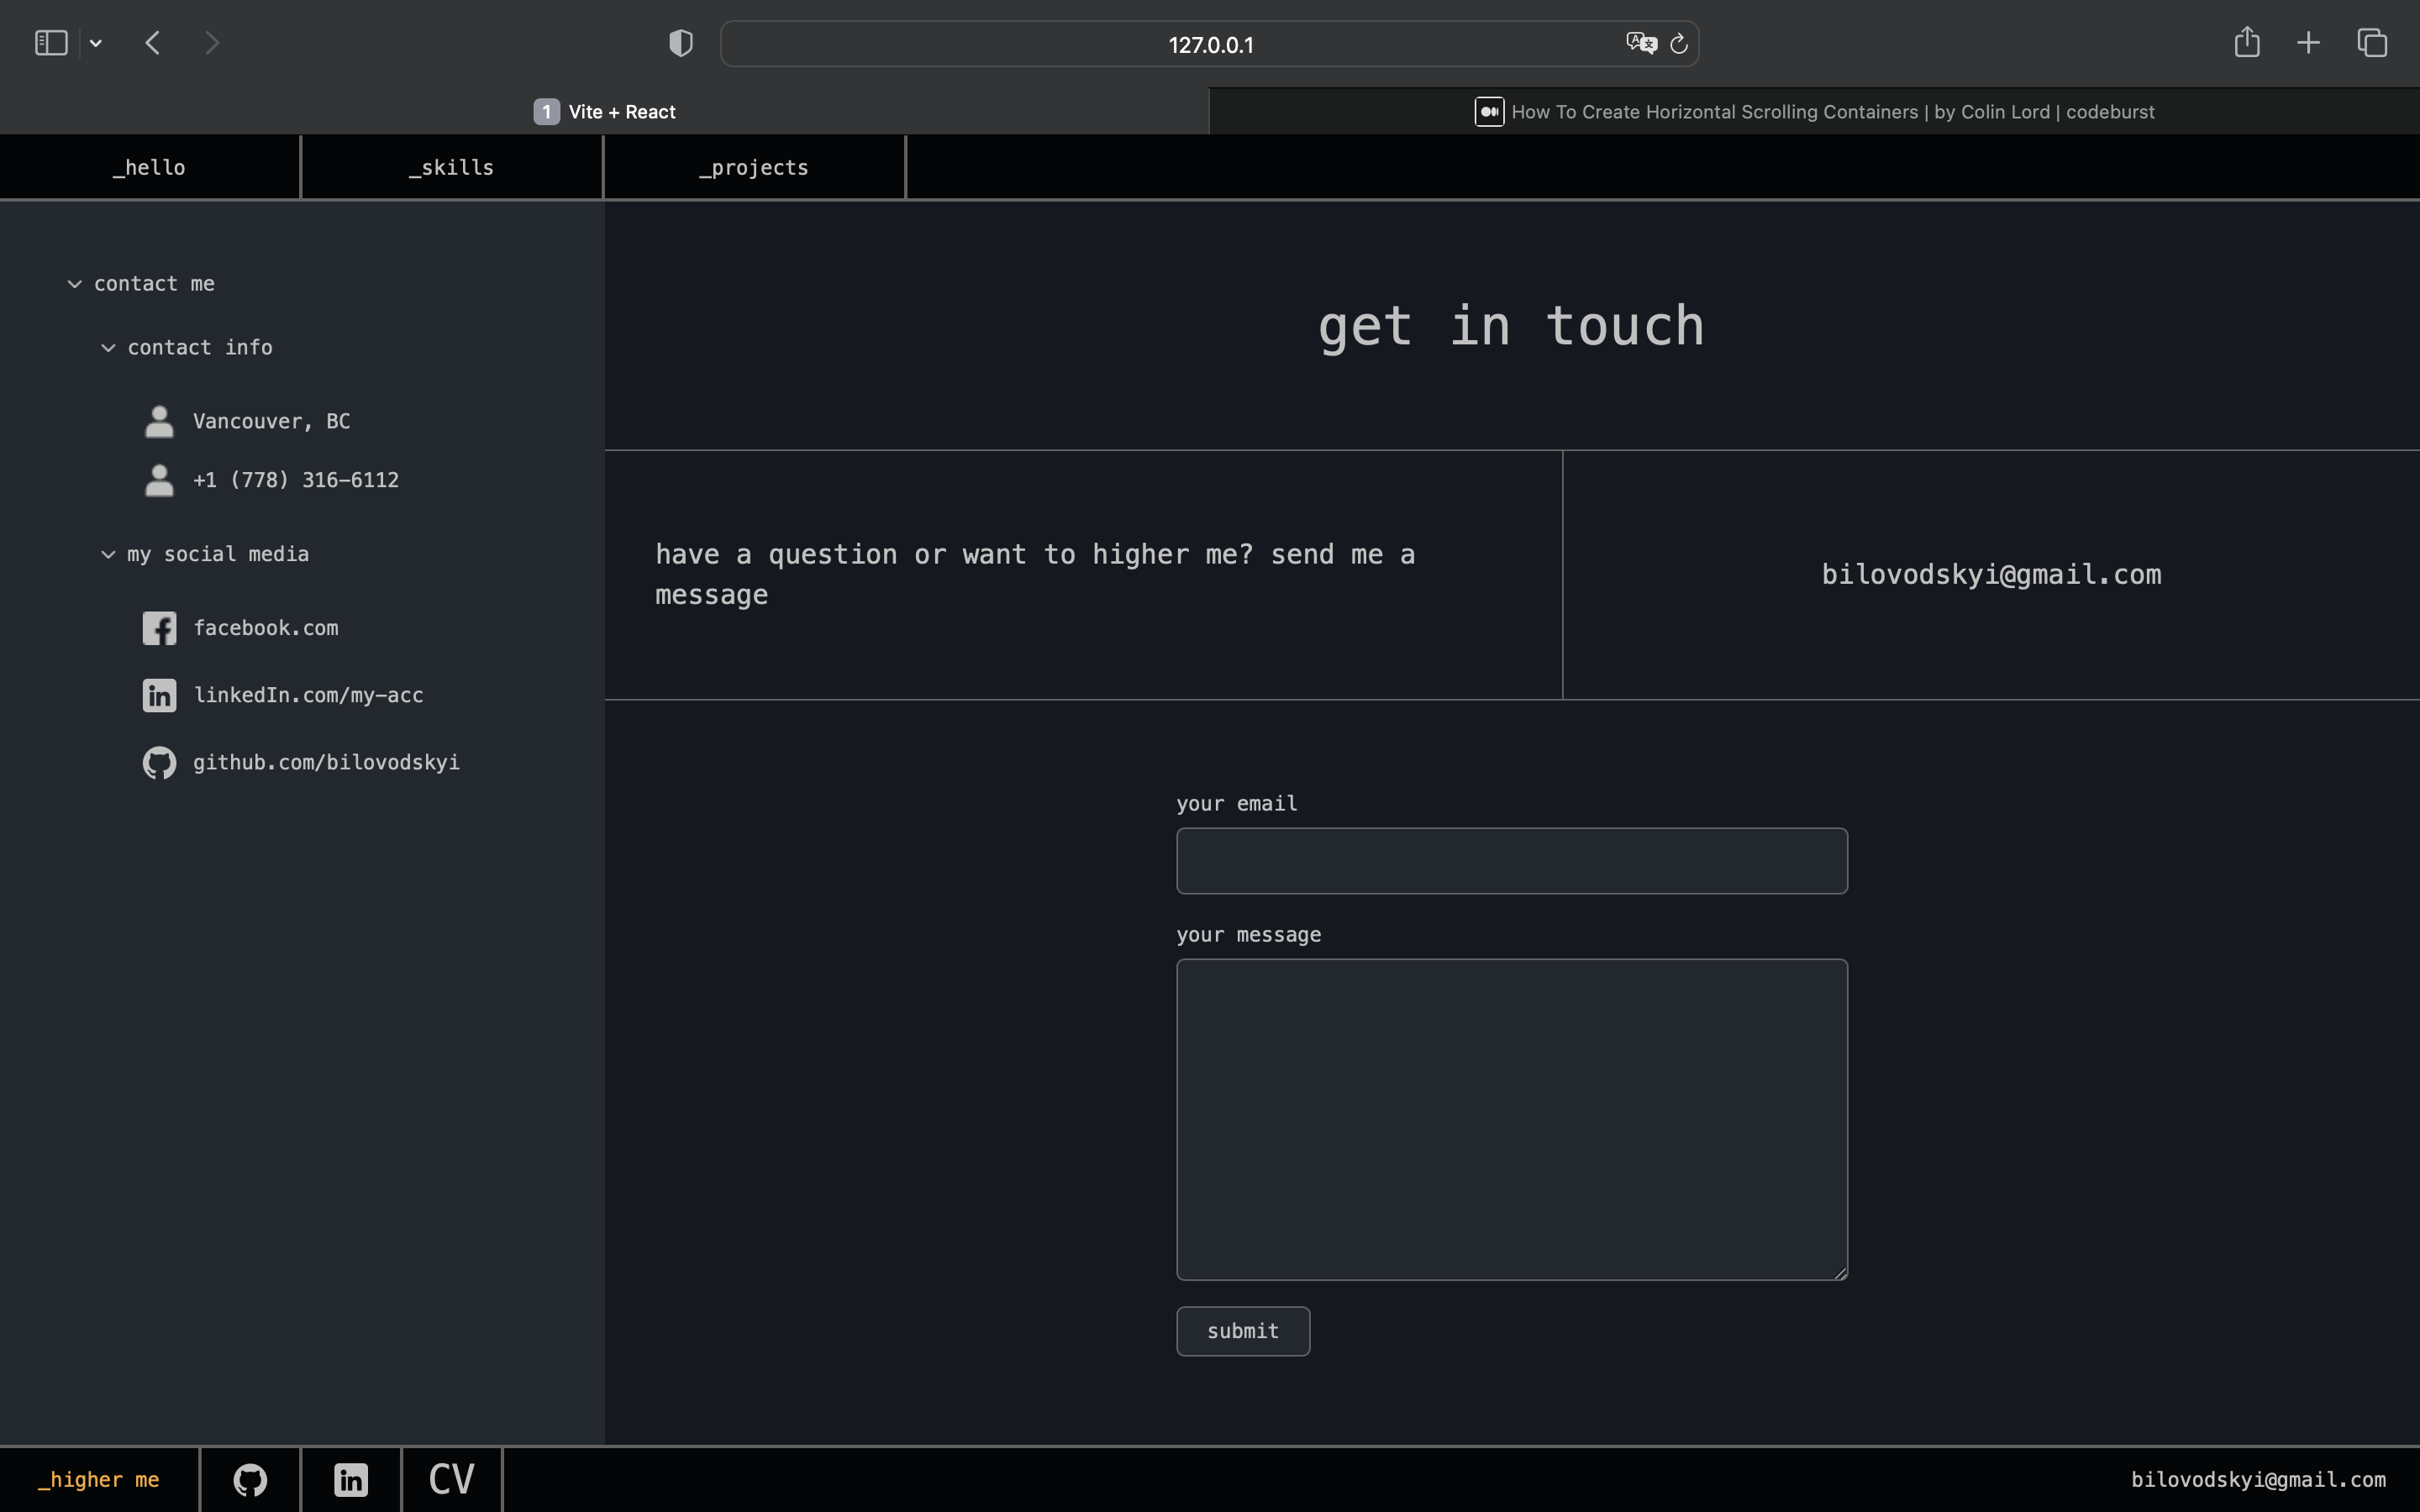 127.0.0.1
1 Vite + React
How To Create Horizontal Scrolling Containers | by Colin Lord | codeburst
_hello
_skills
_projects
contact me
contact info
Vancouver, BC
+1 (778) 316-6112
my social media
facebook.com
linkedIn.com/my-acc
github.com/bilovodskyi
get in touch
have a question or want to higher me? send me a
message
bilovodskyi@gmail.com
your email
your message
submit
_higher me
CV
bilovodskyi@gmail.com